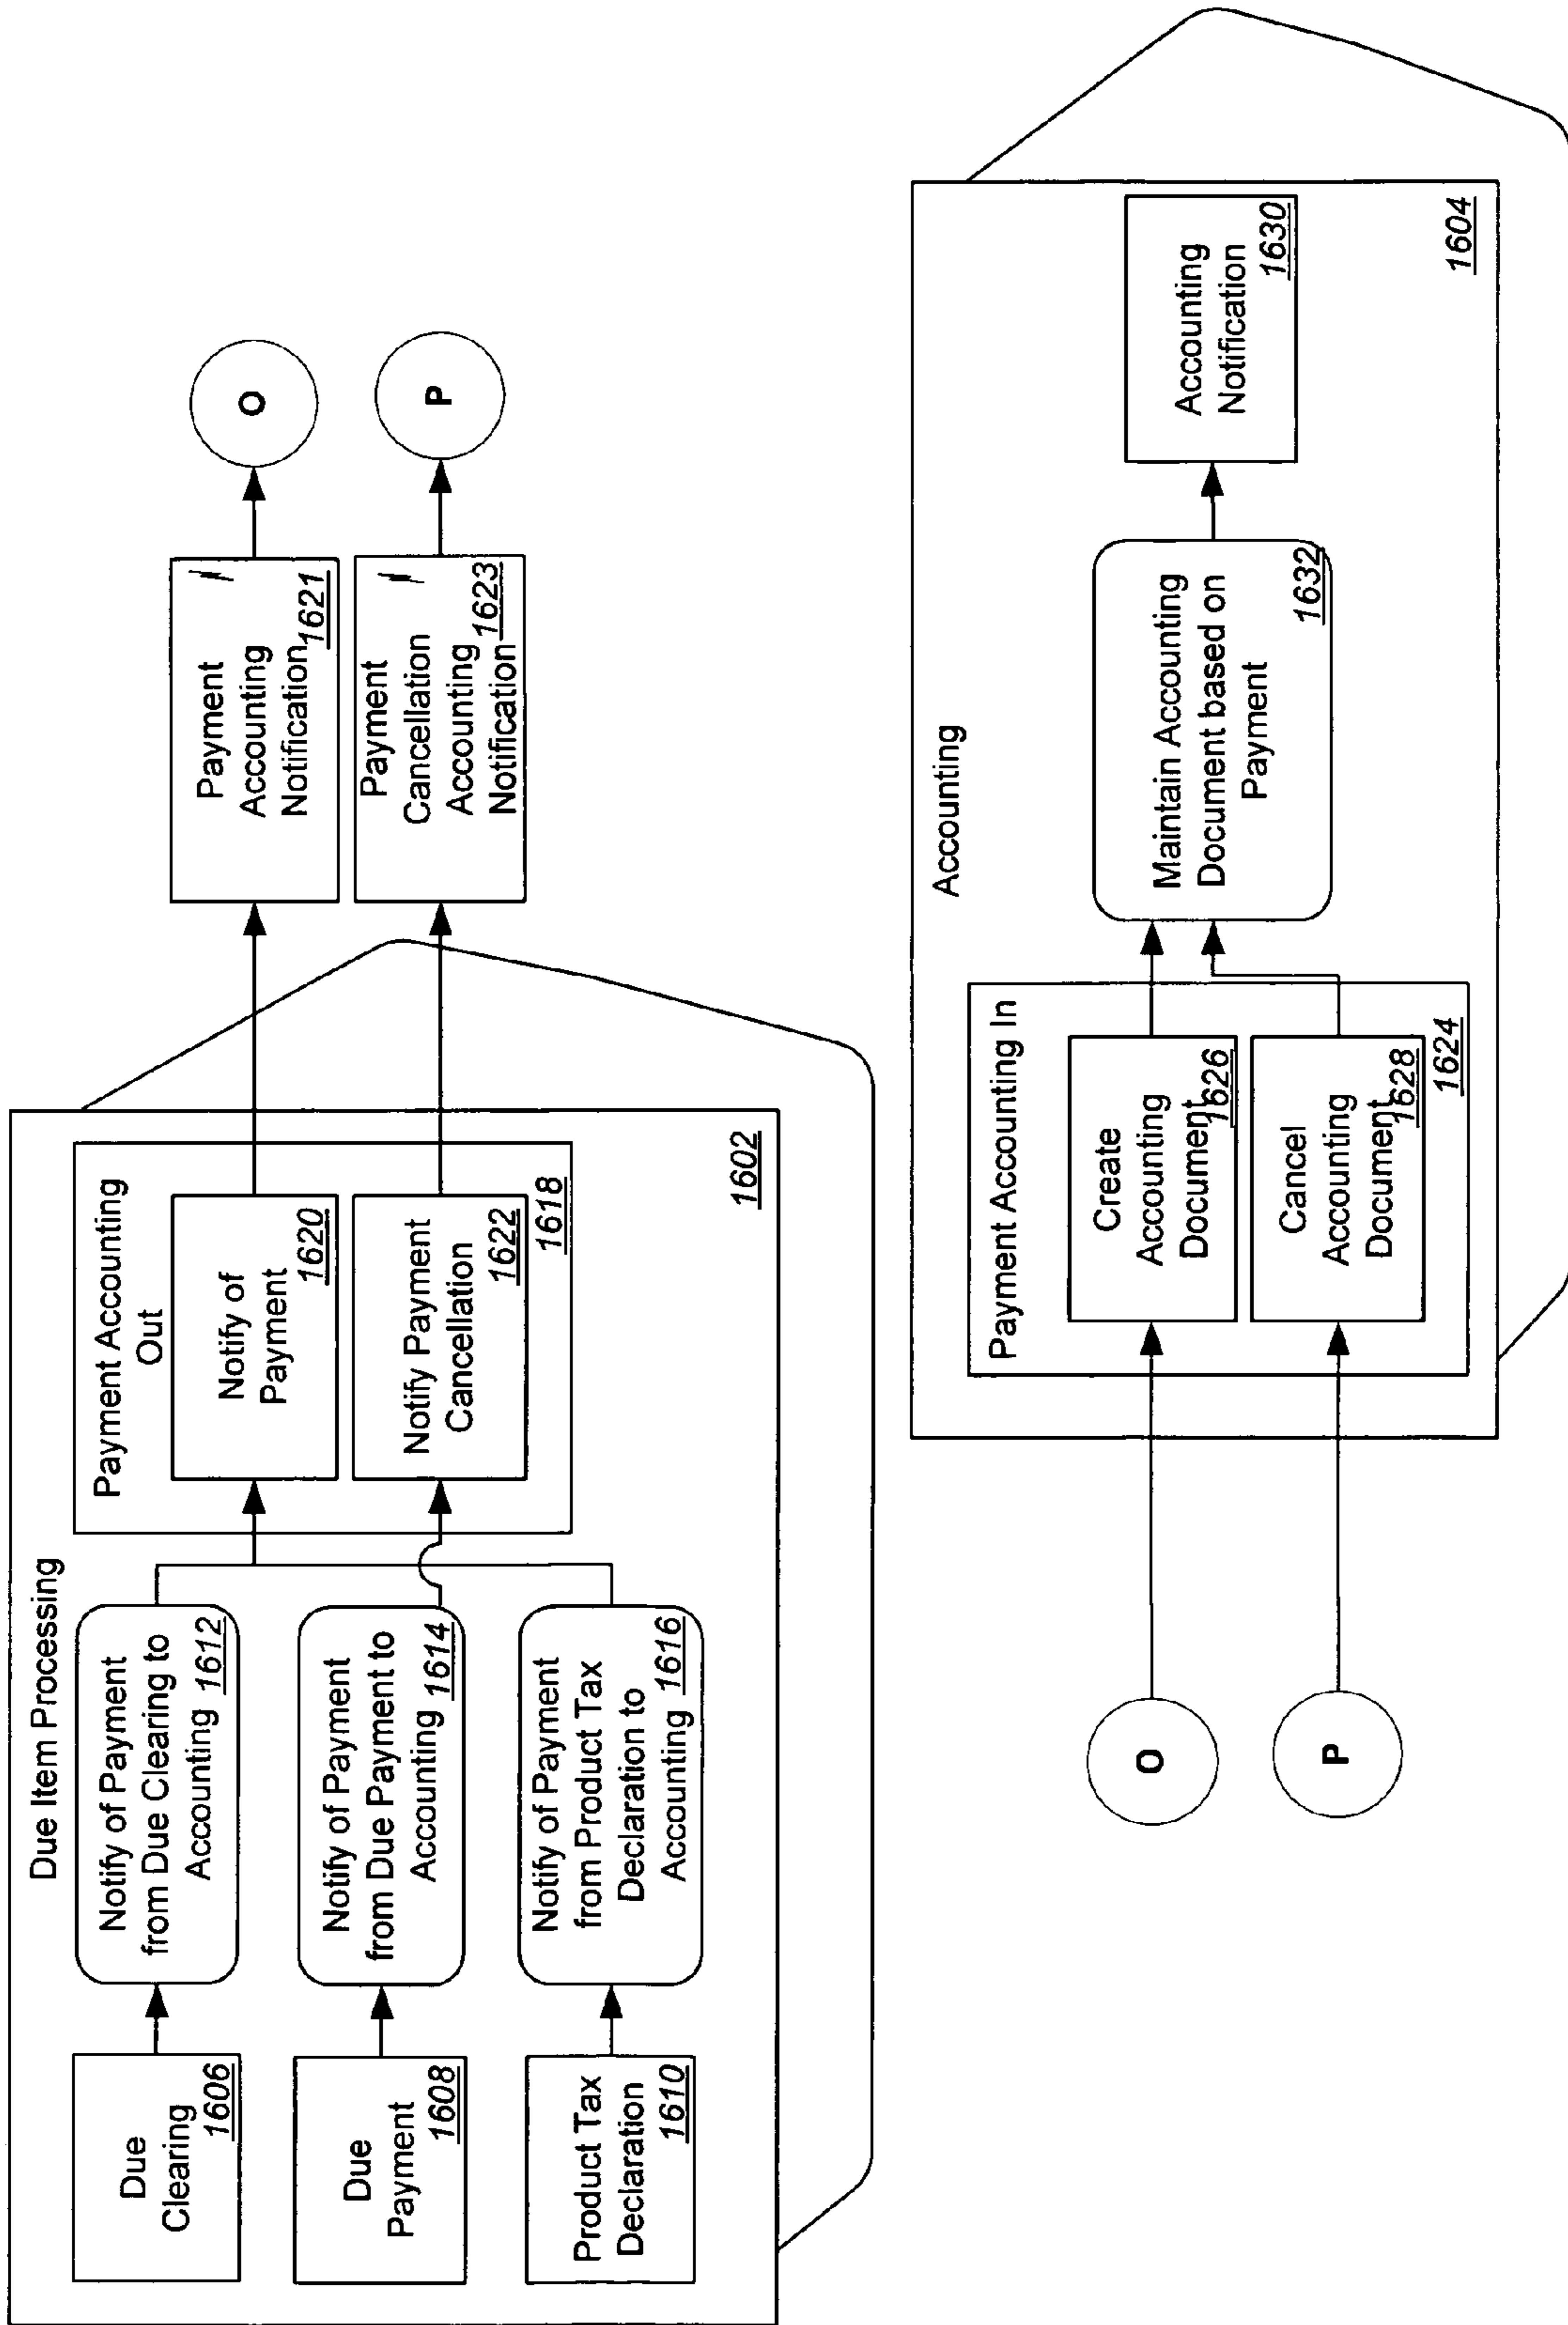 Due Item Processing
Due
Clearing
1606
Notify of Payment
from Due Clearing to
Accounting 1612
Due
Payment
1608
Notify of Payment
from Due Payment to
Accounting 1614
Product Tax
Declaration
1610
Notify of Payment
from Product Tax
Declaration to
Accounting 1616
Payment Accounting
Out
Notify of
Payment
1620
Notify Payment
Cancellation
1622
1618
1602
Payment
Accounting
Notification 1621
Payment
Cancellation
Accounting 1623
Notification
O
P
O
P
Accounting
Payment Accounting In
Create
Accounting
Document 1626
Cancel
Accounting
Document 1628
1624
Maintain Accounting
Document based on
Payment
1632
Accounting
Notification
1630
1604